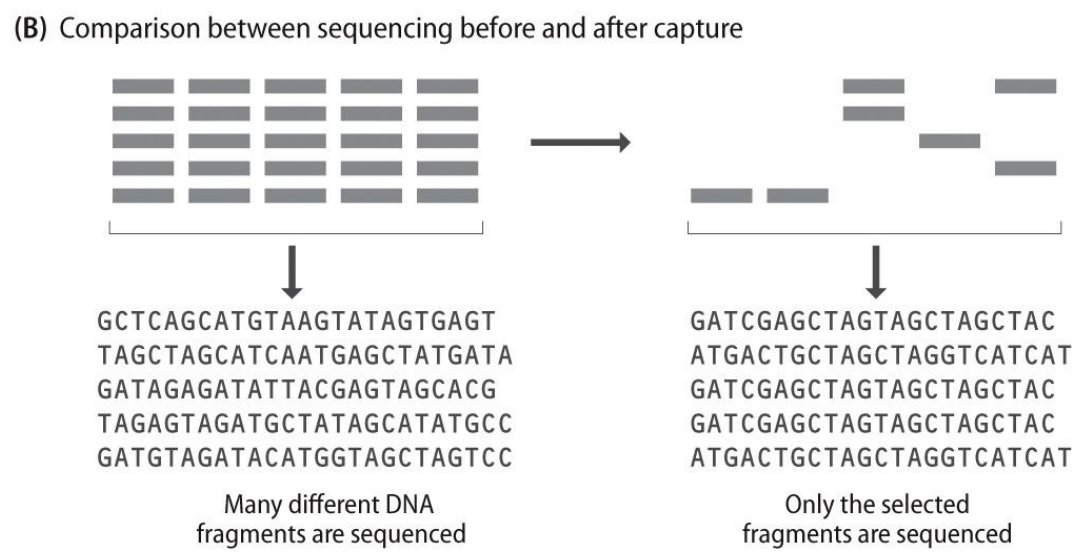 (B) Comparison between sequencing before and after capture
GCTCAGCATGTAAGTATAGTGAGT
TAGCTAGCATCAATGAGCTATGATA
GATAGAGATATTACGAGTAGCACG
TAGAGTAGATGCTATAGCATATGCC
GATGTAGATACATGGTAGCTAGTCC
Many different DNA
fragments are sequenced
GATCGAGCTAGTAGCTAGCTAC
ATGACTGCTAGCTAGGTCATCAT
GATCGAGCTAGTAGCTAGCTAC
GATCGAGCTAGTAGCTAGCTAC
ATGACTGCTAGCTAGGTCATCAT
Only the selected
fragments are sequenced